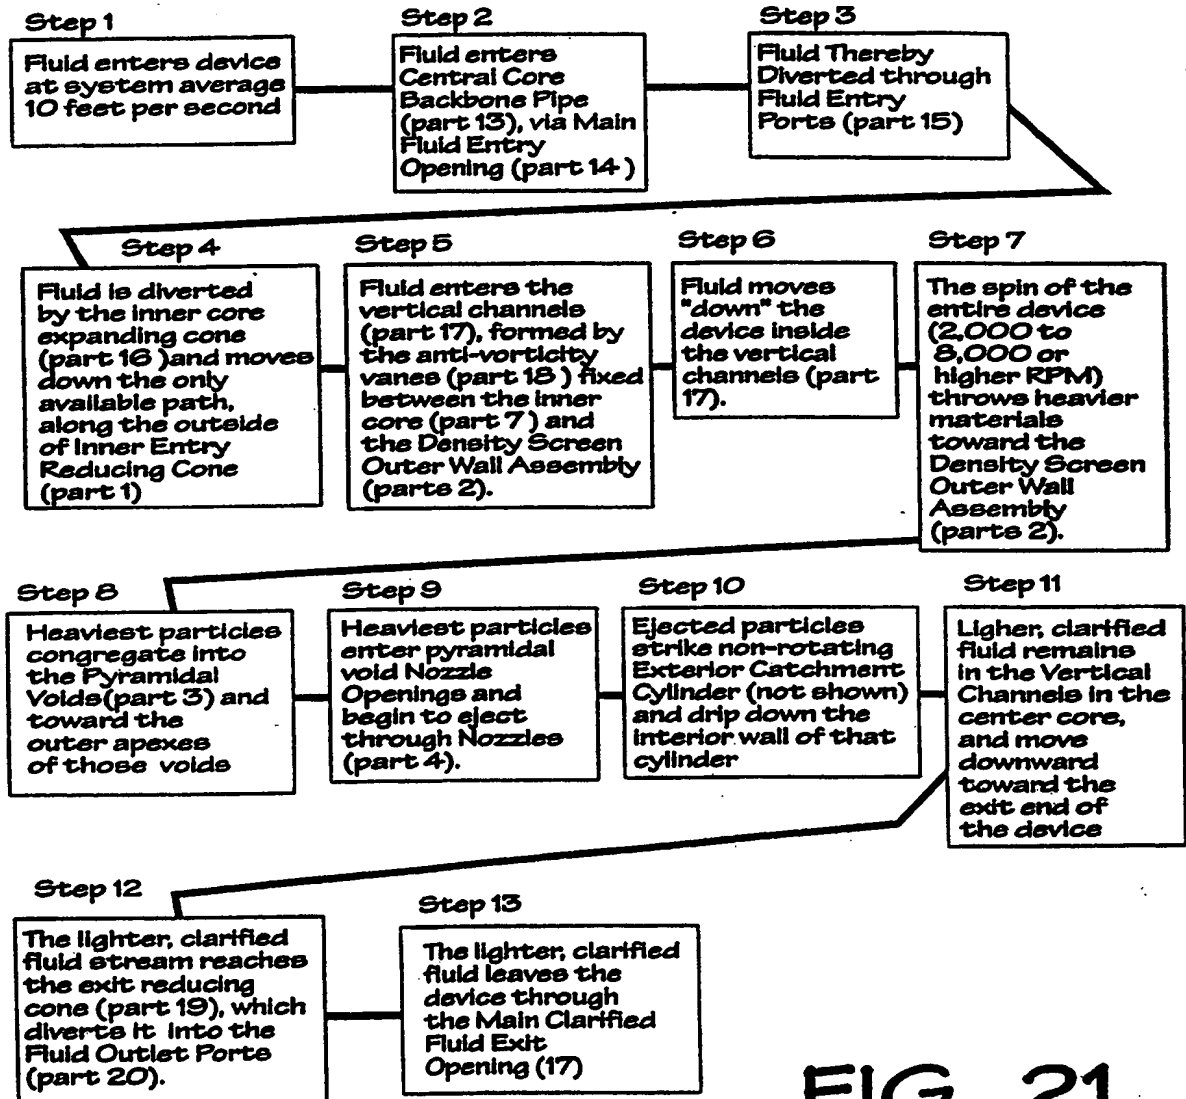 Step 1
Fluid enters device
at system average
10 feet per second
Step 2
Fluid enters
Central Core
Backbone Pipe
(part 13), via Main
Fluid Entry
Opening (part 14 )
Step 3
Fluid Thereby
Diverted through
Fluid Entry
Ports (part 15)
Step 4
Fluid is diverted
by the inner core
expanding cone
(part 16 )and moves
down the only
available path,
along the outside
of Inner Entry
Reducing Cone
(part 1)
Step 5
Fluid enters the
vertical channels
(part 17), formed by
the anti-vorticity
vanes (part 18 ) fixed
between the inner
core (part 7 ) and
the Density Screen
Outer Wall Assembly
(parts 2).
Step 6
Fluid moves
"down" the
device inside
the vertical
channels (part
17).
Step 7
The spin of the
entire device
(2,000 to
8,000 or
higher RPM)
throws heavier
materials
toward the
Density Screen
Outer Wall
Assembly
(parts 2).
Step 8
Heaviest particles
congregate into
the Pyramidal
Voids(part 3) and
toward the
outer apexes
of those voids
Step 9
Heaviest particles
enter pyramidal
void Nozzle
Openings and
begin to eject
through Nozzles
(part 4).
Step 10
Ejected particles
strike non-rotating
Exterior Catchment
Cylinder (not shown)
and drip down the
interior wall of that
cylinder
Step 11
Ligher, clarified
fluid remains
in the Vertical
Channels in the
center core,
and move
downward
toward the
exit end of
the device
Step 12
The lighter, clarified
fluid stream reaches
the exit reducing
cone (part 19), which
diverts it into the
Fluid Outlet Ports
(part 20).
Step 13
The lighter, clarified
fluid leaves the
device through
the Main Clarified
Fluid Exit
Opening (17)
FIG. 21